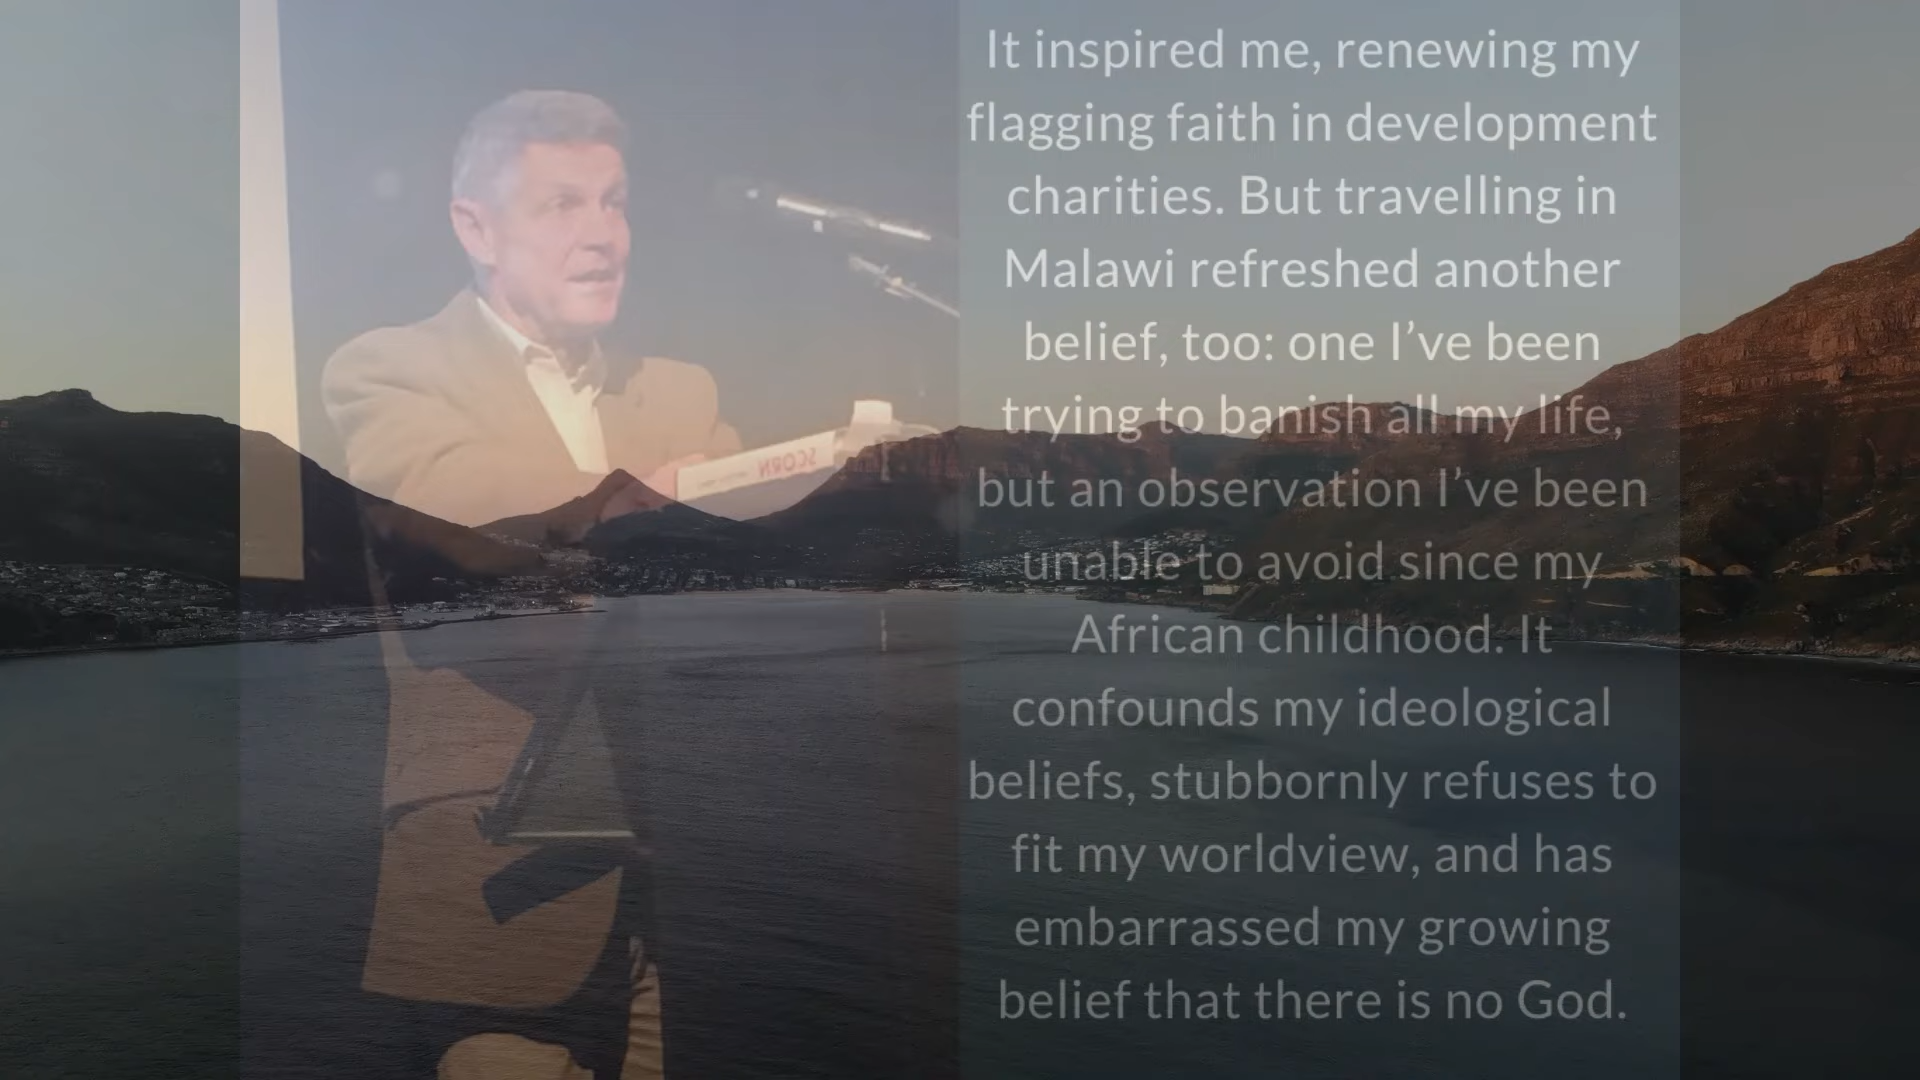 It inspired me, renewing my
flagging faith in development
charities. But travelling in
Malawi refreshed another
belief, too: one I’ve been
trying to banish all my life,
but an observation I’ve been
unable to avoid since my
African childhood. It
confounds my ideological
beliefs, stubbornly refuses to
fit my worldview, and has
embarrassed my growing
belief that there is no God.
SCORN